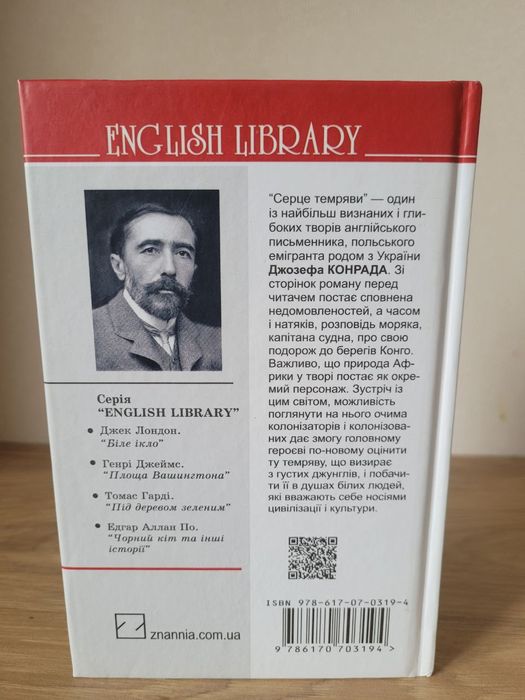 ENGLISH LIBRARY
Серія
“ENGLISH LIBRARY”
• Джек Лондон.
“Біле ікло”
• Генрі Джеймс.
“Площа Вашингтона”
• Томас Гарді.
“Під деревом зеленим”
• Едгар Аллан По.
“Чорний кіт та інші
історії”
znannia.com.ua
“Серце темряви” — один
із найбільш визнаних і гли-
боких творів англійського
письменника, польського
емігранта родом з України
Джозефа КОНРАДА. Зі
сторінок роману перед
читачем постає сповнена
недомовленостей, а часом
і натяків, розповідь моряка,
капітана судна, про свою
подорож до берегів Конго.
Важливо, що природа Аф-
рики у творі постає як окре-
мий персонаж. Зустріч із
цим світом, можливість
поглянути на нього очима
колонізаторів і колонізова-
них дає змогу головному
героєві по-новому оцінити
ту темряву, що визирає
з густих джунглів, і побачи-
ти її в душах білих людей,
які вважають себе носіями
цивілізації і культури.
ISBN 978-617-07-0319-4
9 786170 703194 >